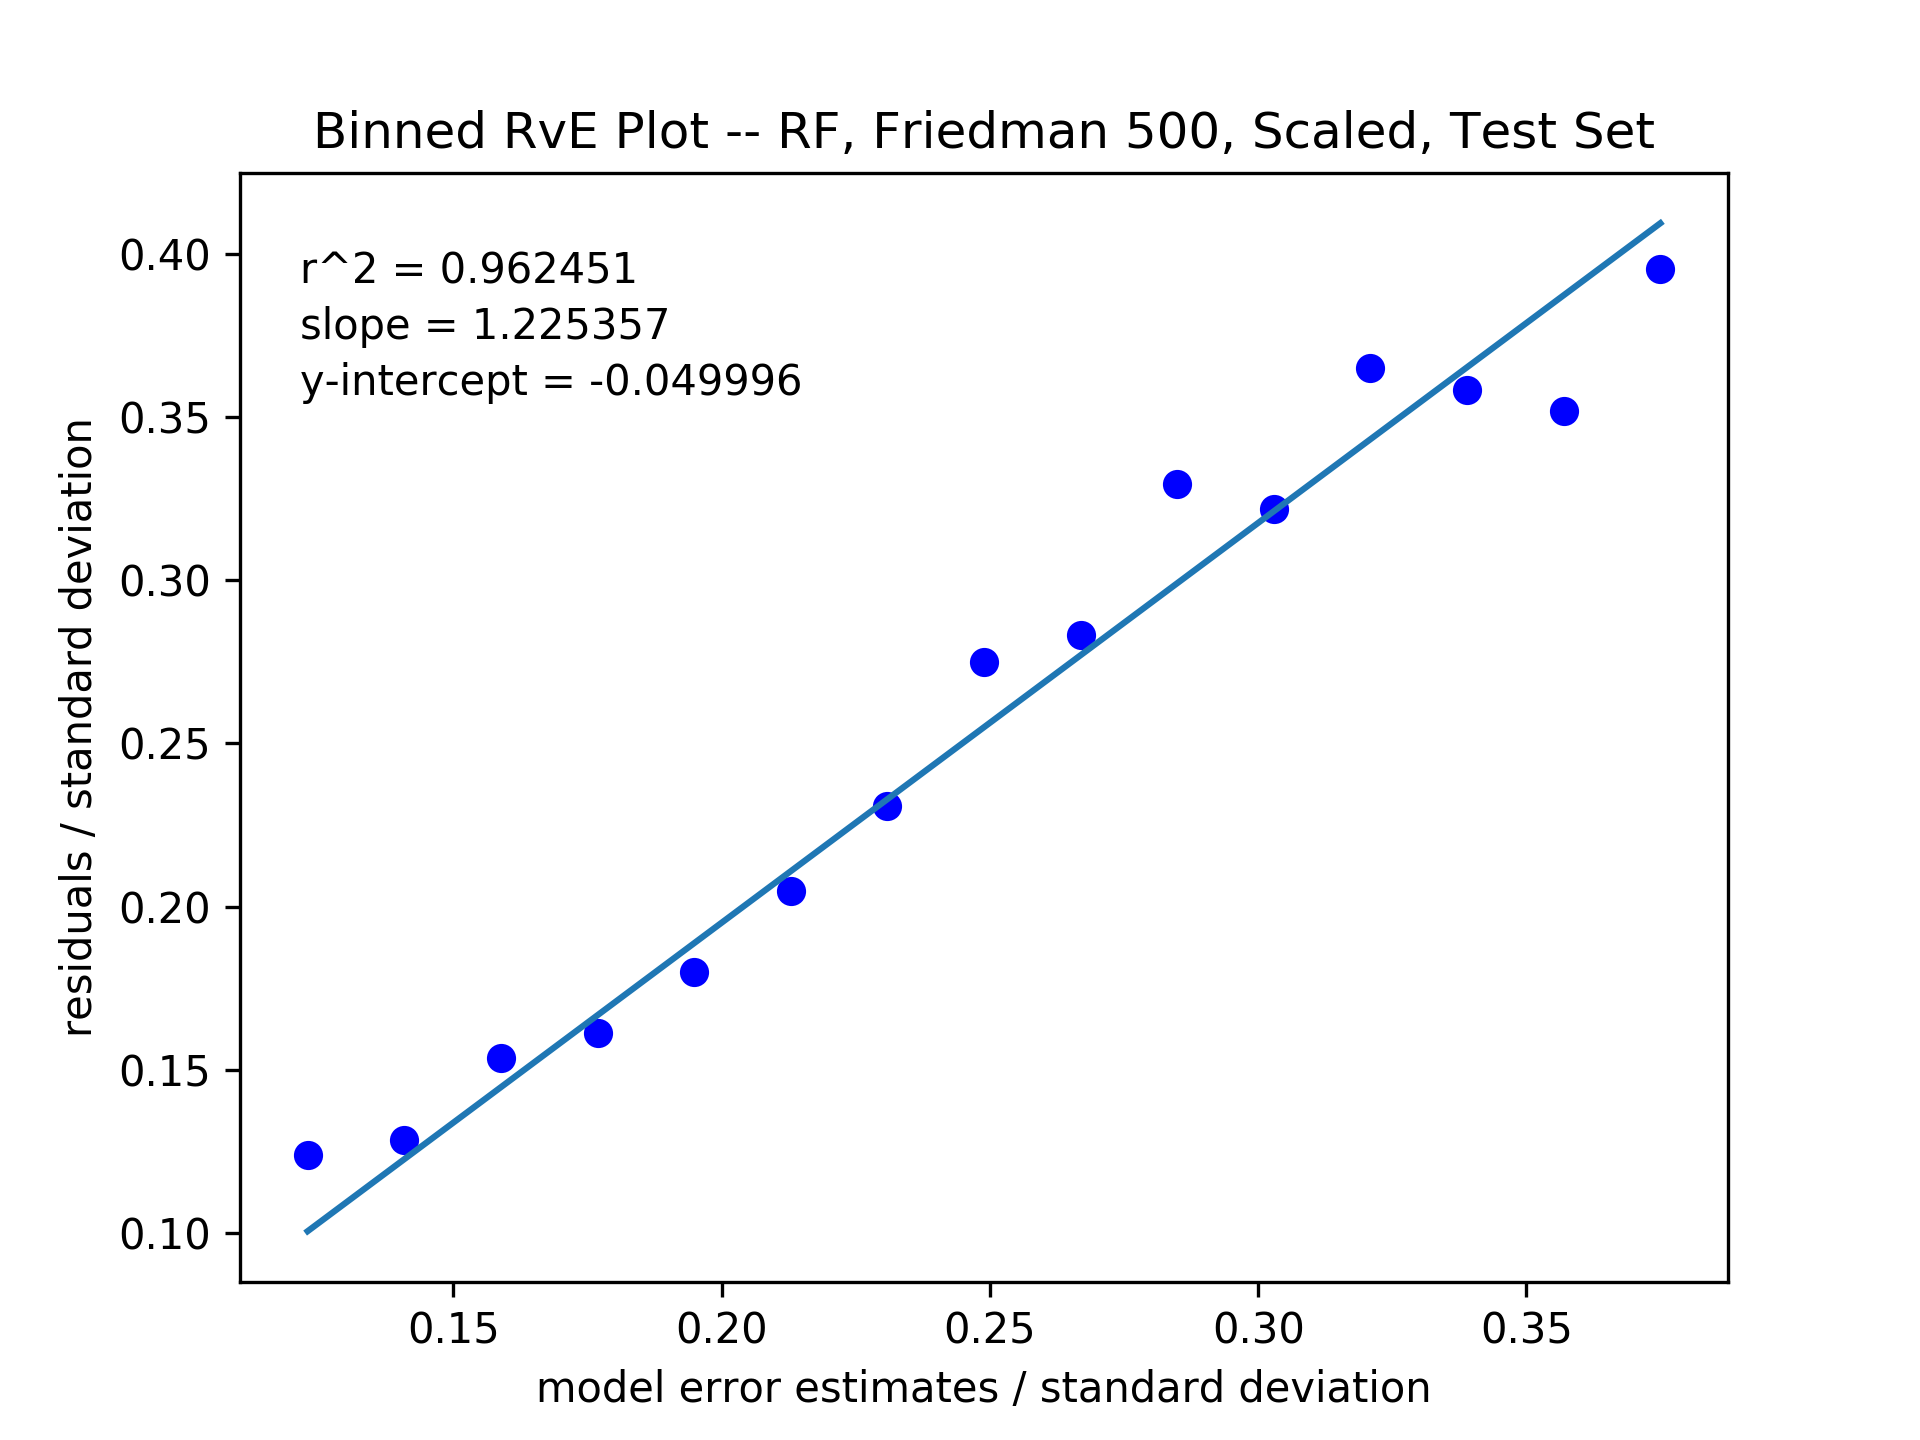 Binned RvE Plot -- RF, Friedman 500, Scaled, Test Set
r^2 = 0.962451
slope = 1.225357
y-intercept = -0.049996
residuals / standard deviation
0.40
0.35
0.30
0.25
0.20
0.15
0.10
0.15 0.20 0.25 0.30 0.35
model error estimates / standard deviation